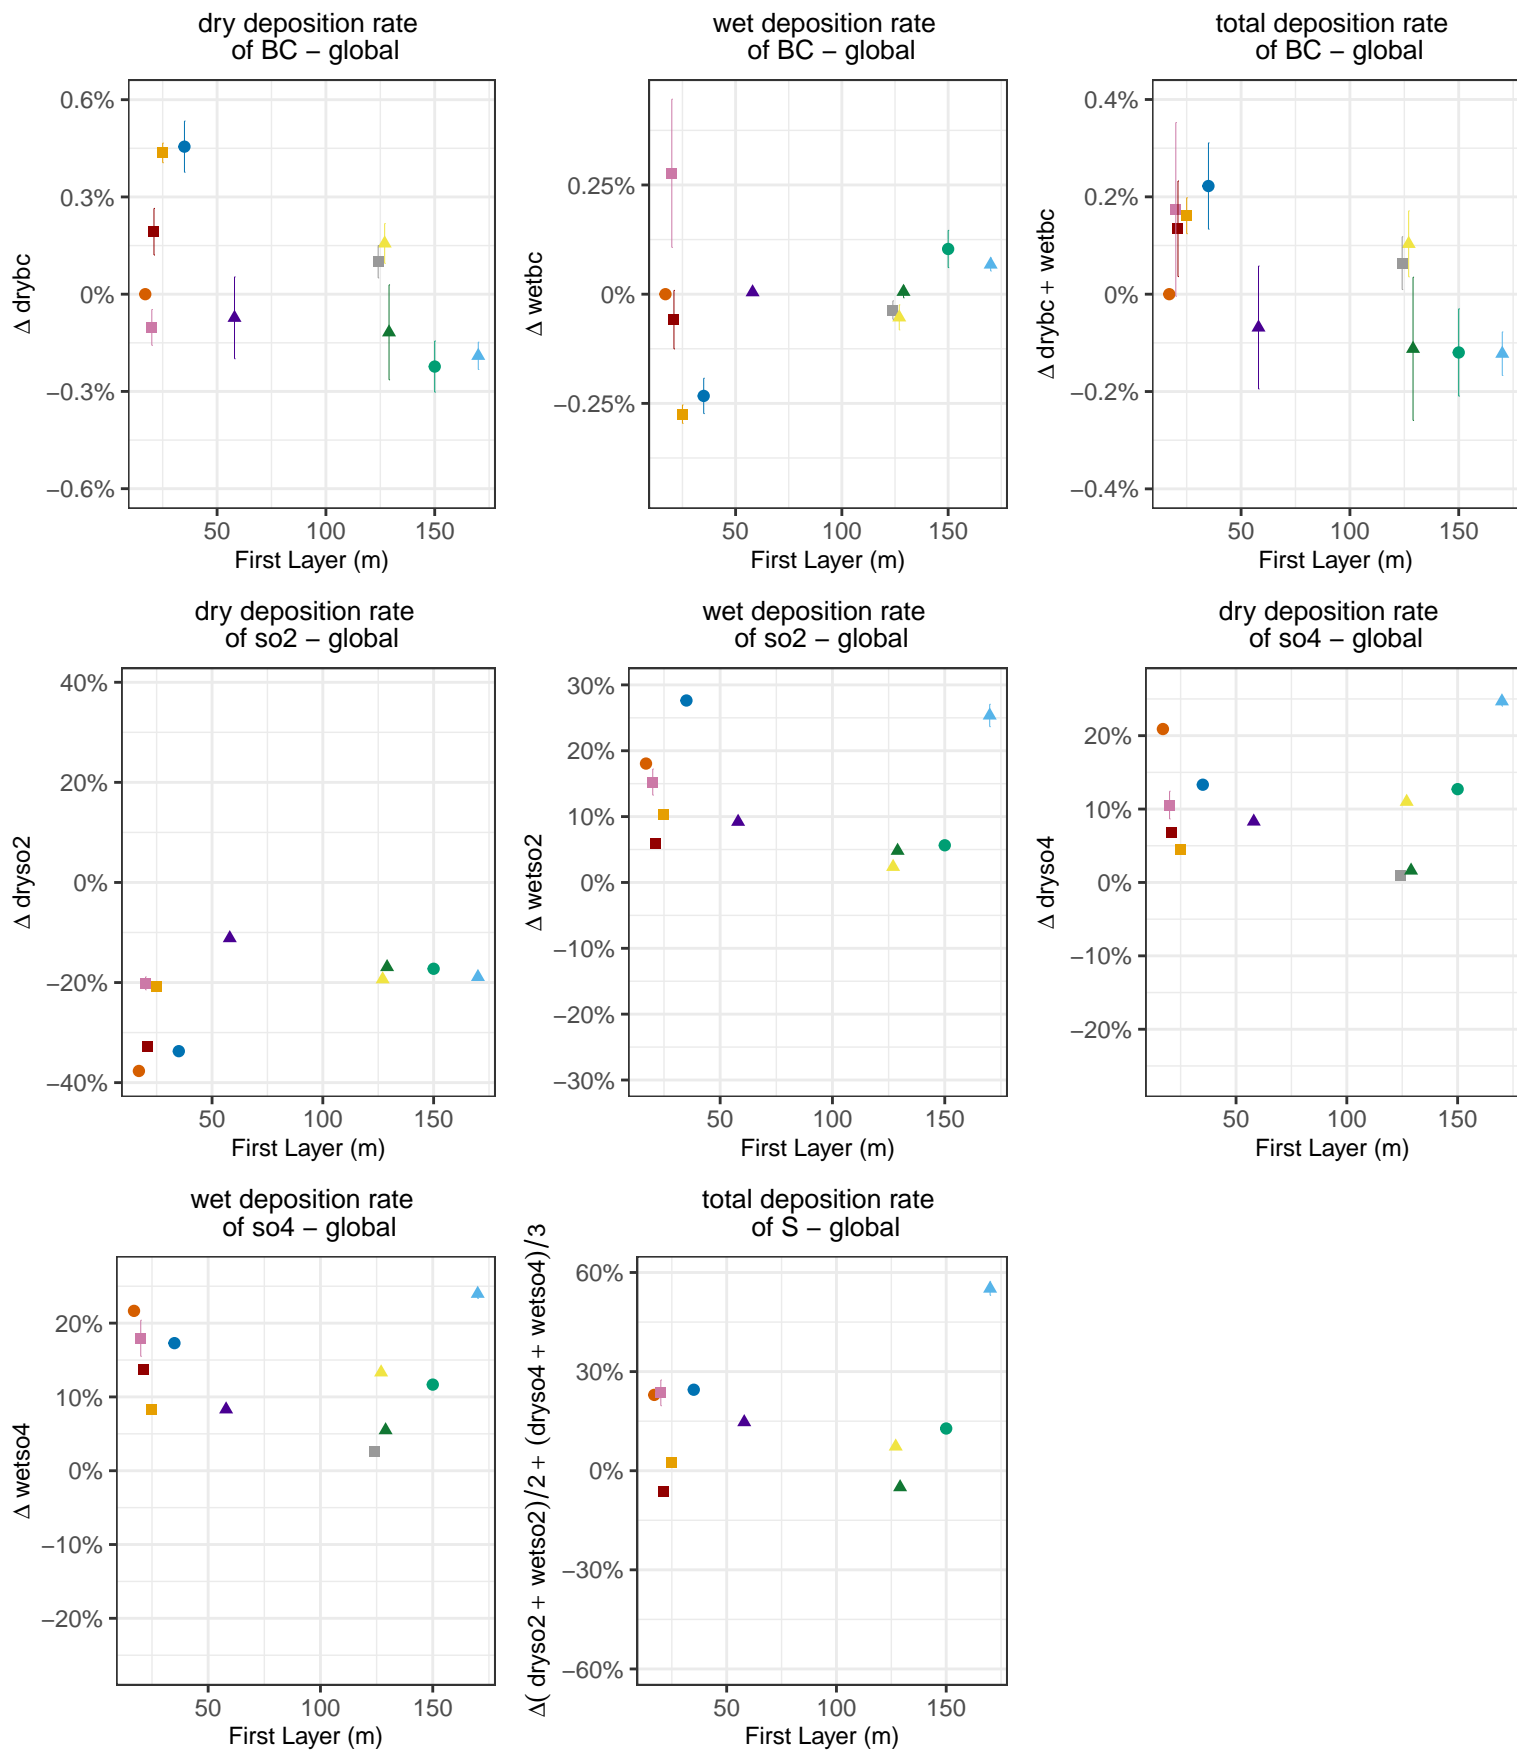 dry deposition rate
of BC – global
0.6%
0.3%
0%
−0.3%
−0.6%
Δ drybc
50 100 150
First Layer (m)
wet deposition rate
of BC – global
0.25%
0%
−0.25%
Δ wetbc
50 100 150
First Layer (m)
total deposition rate
of BC – global
0.4%
0.2%
0%
−0.2%
−0.4%
Δ drybc + wetbc
50 100 150
First Layer (m)
dry deposition rate
of so2 – global
40%
20%
0%
−20%
−40%
Δ dryso2
50 100 150
First Layer (m)
wet deposition rate
of so2 – global
30%
20%
10%
0%
−10%
−20%
−30%
Δ wetso2
50 100 150
First Layer (m)
dry deposition rate
of so4 – global
20%
10%
0%
−10%
−20%
Δ dryso4
50 100 150
First Layer (m)
wet deposition rate
of so4 – global
20%
10%
0%
−10%
−20%
Δ wetso4
50 100 150
First Layer (m)
total deposition rate
of S – global
60%
30%
0%
−30%
−60%
Δ( dryso2 + wetso2)/2 + (dryso4 + wetso4)/3
50 100 150
First Layer (m)